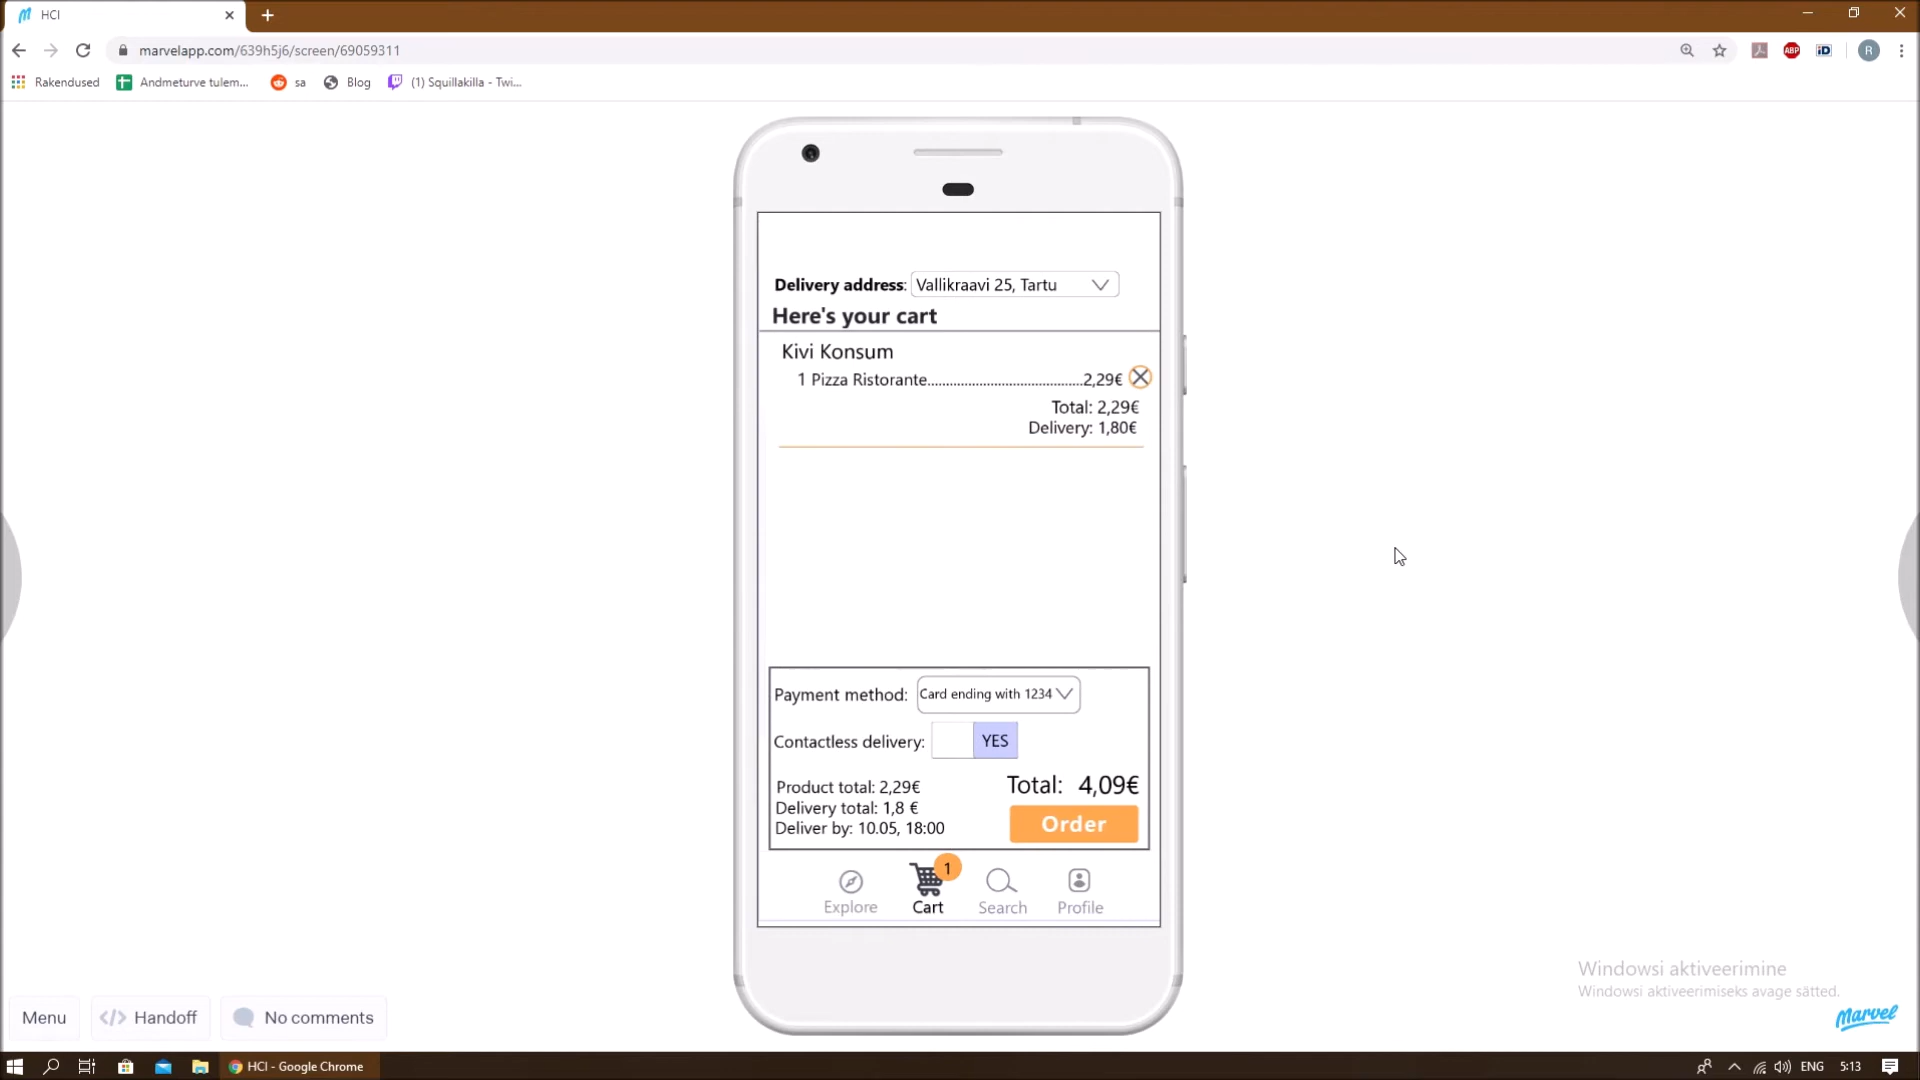 HCI
marvelapp.com/639h5j6/screen/69059311
ABP
iD
R
Rakendused
Andmeturve tulem...
sa
Blog
(1) Squillakilla - Twi...
Delivery address: Vallikraavi 25, Tartu
Here's your cart
Kivi Konsum
1 Pizza Ristorante.......................................2,29€
Total: 2,29€
Delivery: 1,80€
Payment method: Card ending with 1234
Contactless delivery: YES
Product total: 2,29€
Total: 4,09€
Delivery total: 1,8 €
Deliver by: 10.05, 18:00
Order
1
Explore
Cart
Search
Profile
Windowsi aktiveerimine
Windowsi aktiveerimiseks avage sätted.
Marvel
Menu
</> Handoff
No comments
HCI - Google Chrome
ENG
5:13